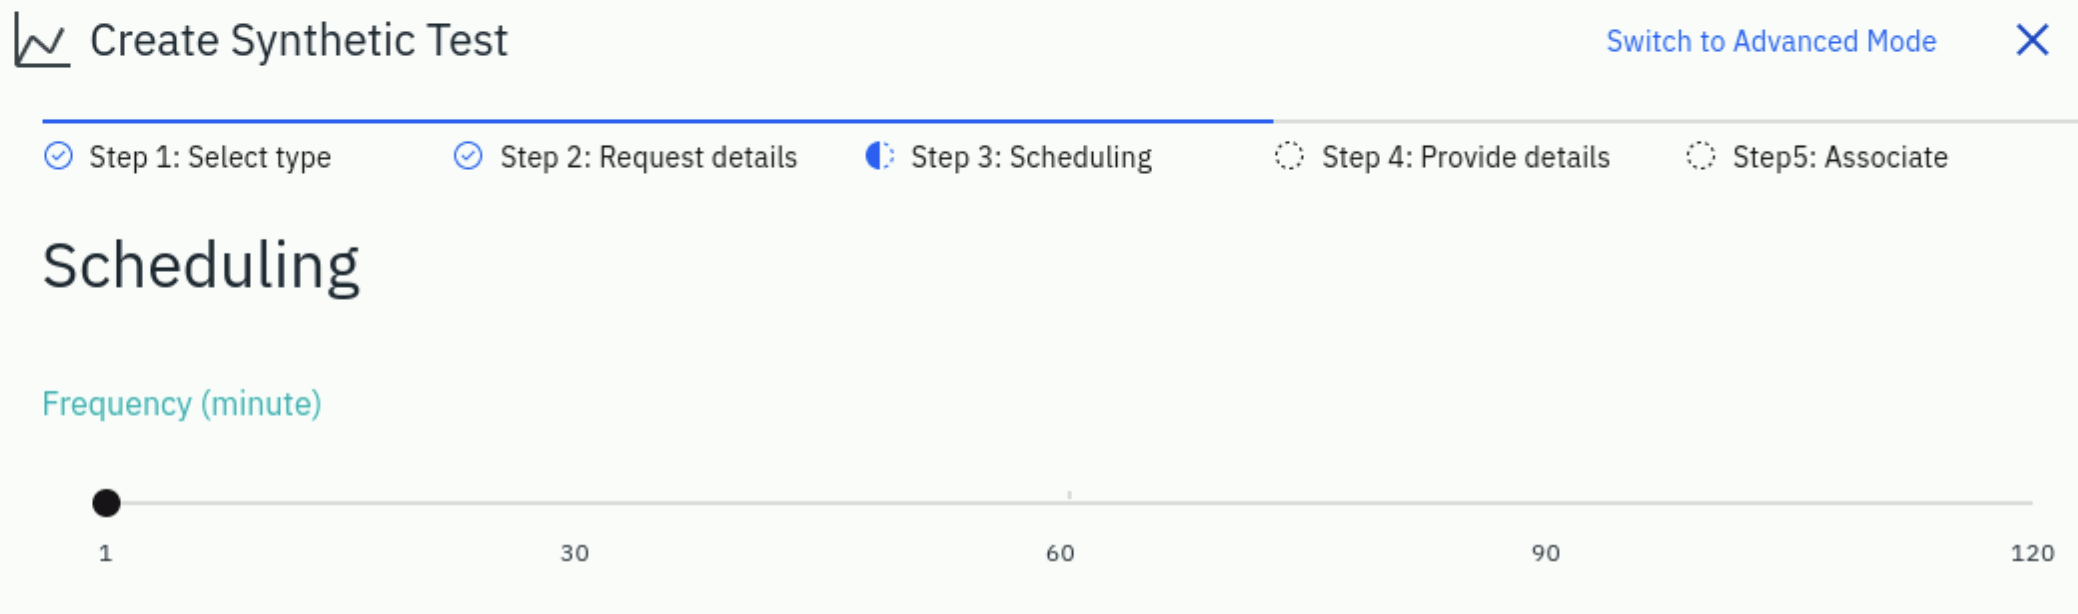 Create Synthetic Test Switch to Advanced Mode
Step 1: Select type Step 2: Request details Step 3: Scheduling Step 4: Provide details Step5: Associate
Scheduling
Frequency (minute)
1 30 60 90 120